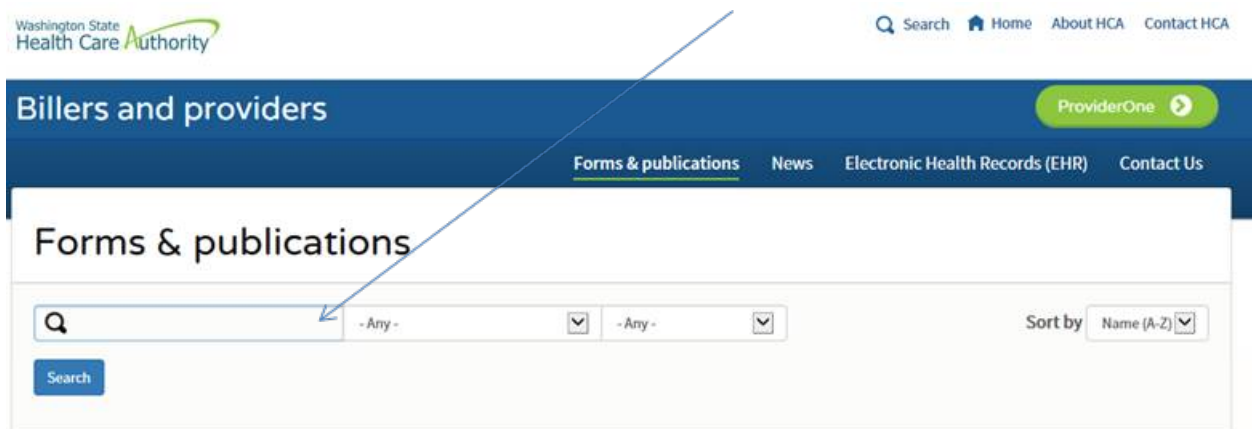 Washington State
Health Care Authority
Search Home About HCA Contact HCA
Billers and providers
ProviderOne
Forms & publications News Electronic Health Records (EHR) Contact Us
Forms & publications
- Any - - Any - Sort by Name (A-Z)
Search